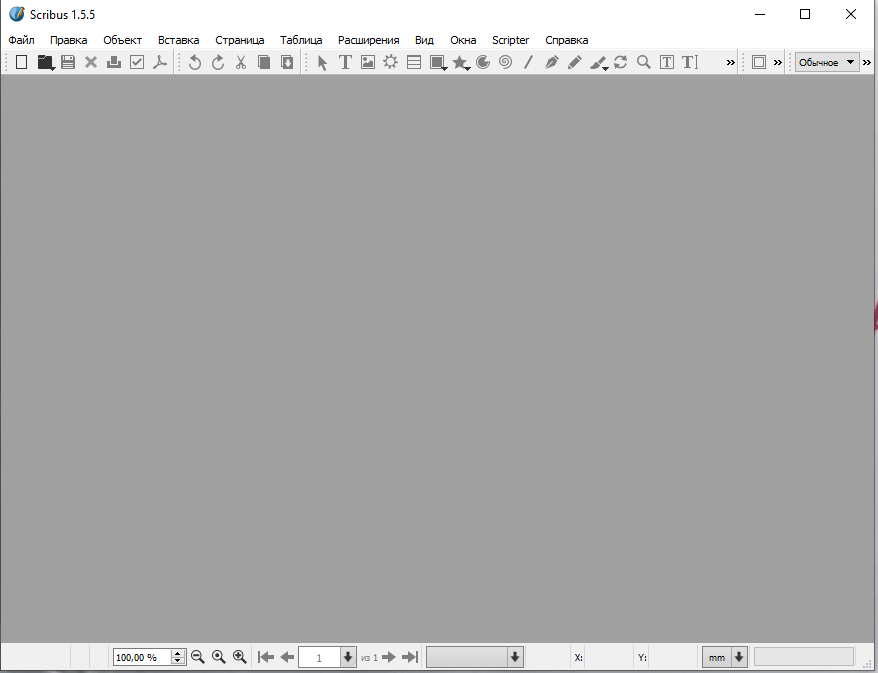 Scribus 1.5.5
Файл Правка Объект Вставка Страница Таблица Расширения Вид Окна Scripter Справка
Обычное
100,00 % 1 из 1 X: Y: mm